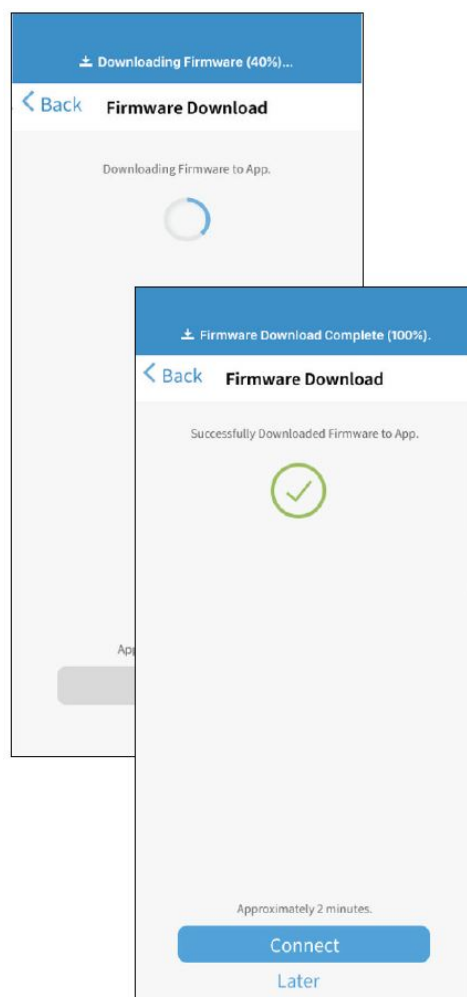 Downloading Firmware (40%)...
Back Firmware Download
Downloading Firmware to App.
Firmware Download Complete (100%).
Back Firmware Download
Successfully Downloaded Firmware to App.
Approximately 2 minutes.
Connect
Later